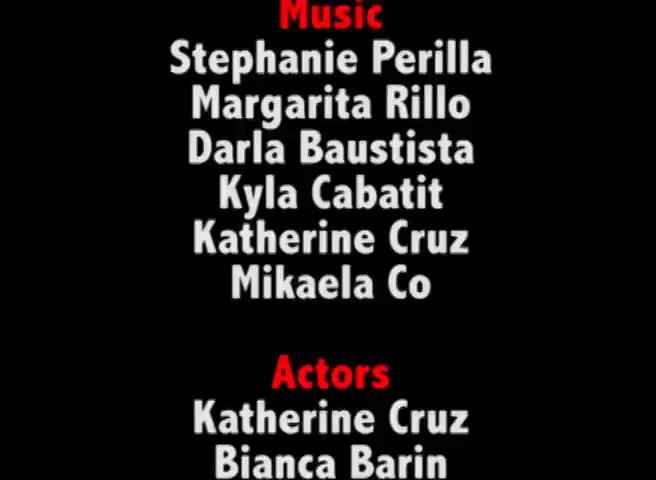 Music
Stephanie Perilla
Margarita Rillo
Darla Baustista
Kyla Cabatit
Katherine Cruz
Mikaela Co
Actors
Katherine Cruz
Bianca Barin